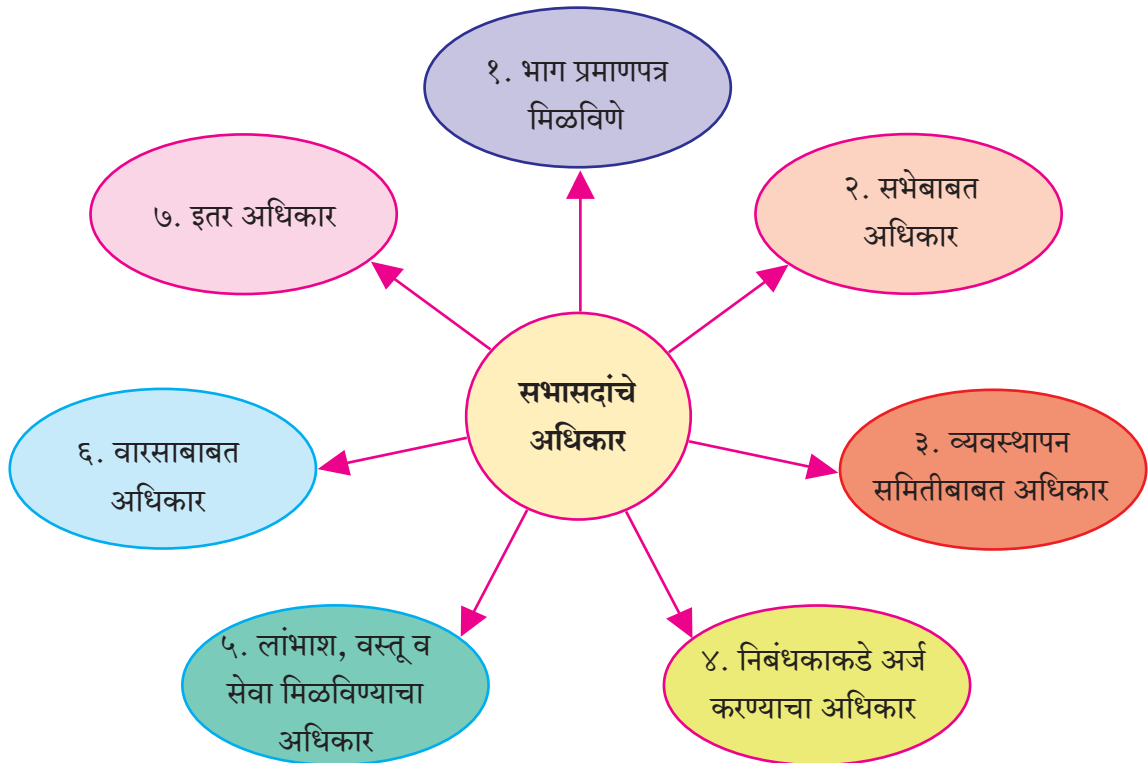 १. भाग प्रमाणपत्र
मिळविणे
२. सभेबाबत
अधिकार
३. व्यवस्थापन
समितीबाबत अधिकार
४. निबंधकाकडे अर्ज
करण्याचा अधिकार
५. लांभाश, वस्तू व
सेवा मिळविण्याचा
अधिकार
६. वारसाबाबत
अधिकार
७. इतर अधिकार
सभासदांचे
अधिकार